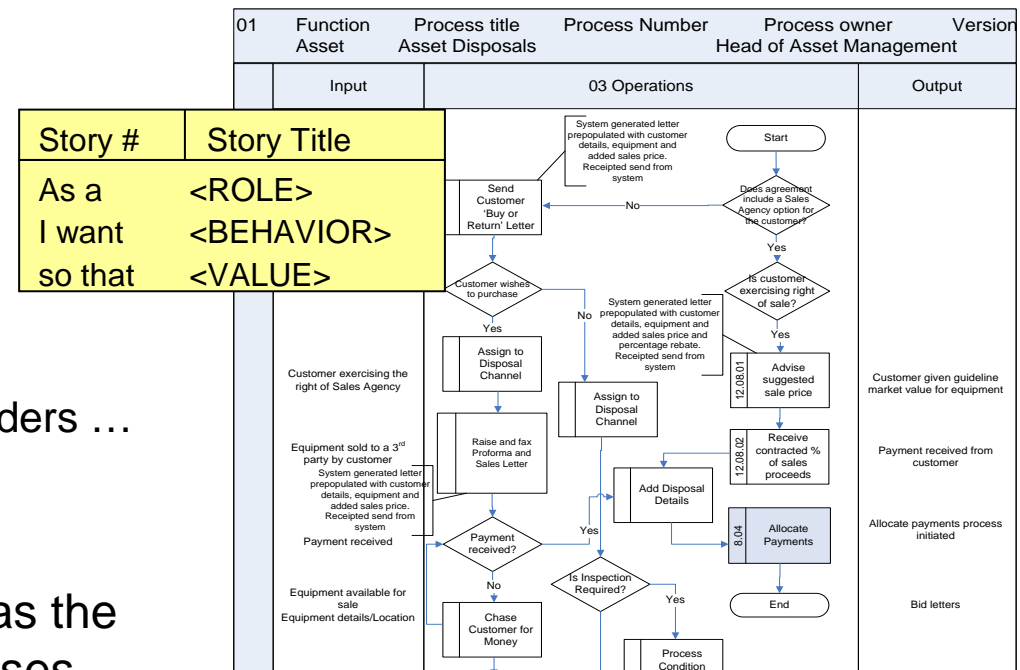 01 Function Process title Process Number Process owner Version
Asset Asset Disposals Head of Asset Management
Input 03 Operations Output
Story # Story Title
As a <ROLE>
I want <BEHAVIOR>
so that <VALUE>
System generated letter
prepopulated with customer
details, equipment and
added sales price.
Receipted send from
system
Start
Send
Customer
'Buy or
Return' Letter
No
Does agreement
include a Sales
Agency option for
the customer?
Yes
Customer wishes
to purchase
No
Yes
Is customer
exercising right
of sale?
Yes
System generated letter
prepopulated with customer
details, equipment and
added sales price and
percentage rebate.
Receipted send from
system
Customer exercising the
right of Sales Agency
Assign to
Disposal
Channel
Assign to
Disposal
Channel
12.08.01
Advise
suggested
sale price
Customer given guideline
market value for equipment
ders …
Equipment sold to a 3rd
party by customer
System generated letter
prepopulated with customer
details, equipment and
added sales price.
Receipted send from
system
Payment received
Raise and fax
Proforma and
Sales Letter
12.08.02
Receive
contracted %
of sales
proceeds
Payment received from
customer
Add Disposal
Details
Payment
received?
Yes
8.04
Allocate
Payments
Allocate payments process
initiated
No
Is Inspection
Required?
Yes
End
Bid letters
Equipment available for
sale
Equipment details/Location
Chase
Customer for
Money
Process
Condition
as the
ses